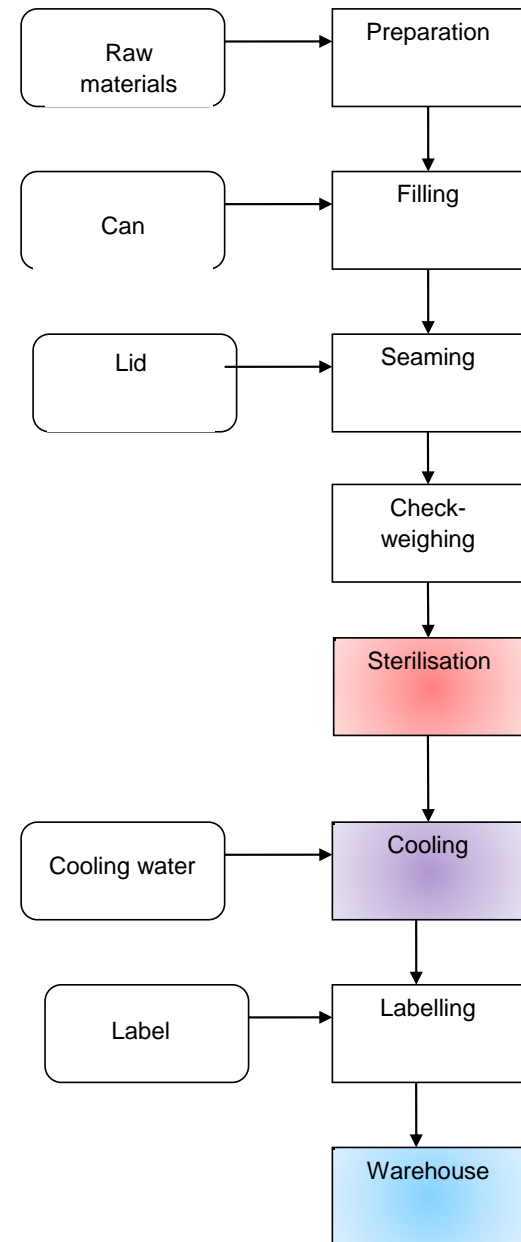 Raw
materials
Preparation
Can
Filling
Lid
Seaming
Check-
weighing
Sterilisation
Cooling water
Cooling
Label
Labelling
Warehouse